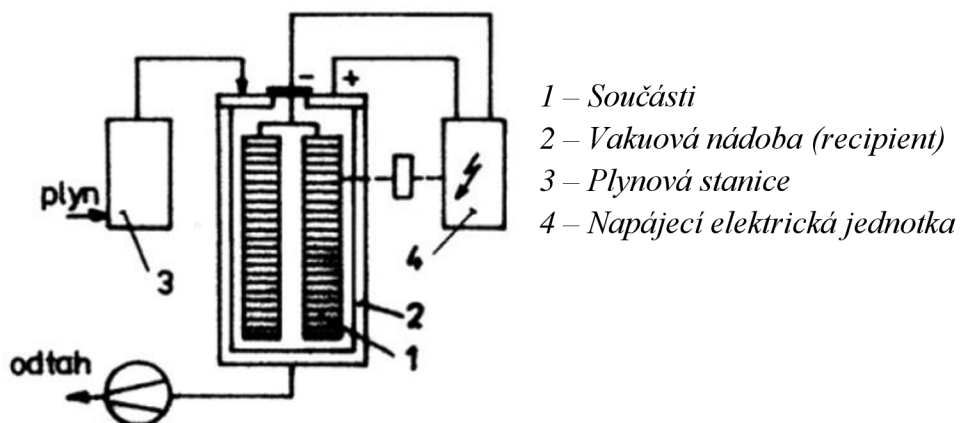 - +
1 – Součásti
2 – Vakuová nádoba (recipient)
3 – Plynová stanice
4 – Napájecí elektrická jednotka
plyn
3
4
2
1
odtah